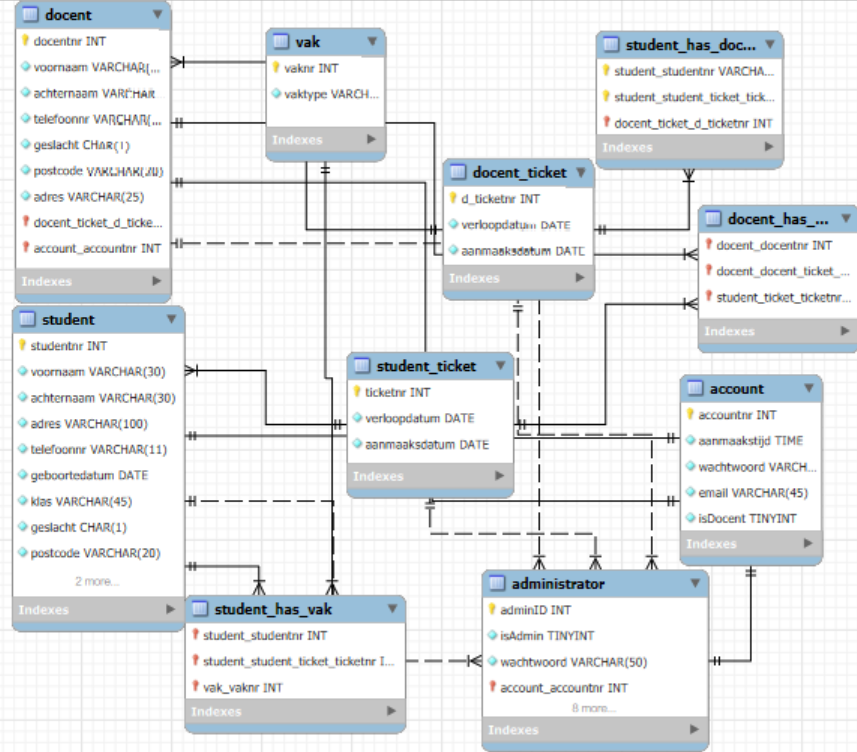 docent
docentnr INT
voornaam VARCHAR(...
achternaam VARCHAR
telefoonnr VARCHAR(...
geslacht CHAR(1)
postcode VARCHAR(20)
adres VARCHAR(25)
docent_ticket_d_ticke...
account_accountnr INT
Indexes
vak
vaknr INT
vaktype VARCH...
Indexes
student_has_doc...
student_studentnr VARCHA...
student_student_ticket_tick...
docent_ticket_d_ticketnr INT
Indexes
docent_ticket
d_ticketnr INT
verloopdatum DATE
aanmaaksdatum DATE
Indexes
docent_has_...
docent_docentnr INT
docent_docent_ticket_...
student_ticket_ticketnr...
Indexes
student
studentnr INT
voornaam VARCHAR(30)
achternaam VARCHAR(30)
adres VARCHAR(100)
telefoonnr VARCHAR(11)
geboortedatum DATE
klas VARCHAR(45)
geslacht CHAR(1)
postcode VARCHAR(20)
2 more...
Indexes
student_ticket
ticketnr INT
verloopdatum DATE
aanmaaksdatum DATE
Indexes
account
accountnr INT
aanmaakstijd TIME
wachtwoord VARCH...
email VARCHAR(45)
isDocent TINYINT
Indexes
student_has_vak
student_studentnr INT
student_student_ticket_ticketnr I...
vak_vaknr INT
Indexes
administrator
adminID INT
isAdmin TINYINT
wachtwoord VARCHAR(50)
account_accountnr INT
8 more...
Indexes